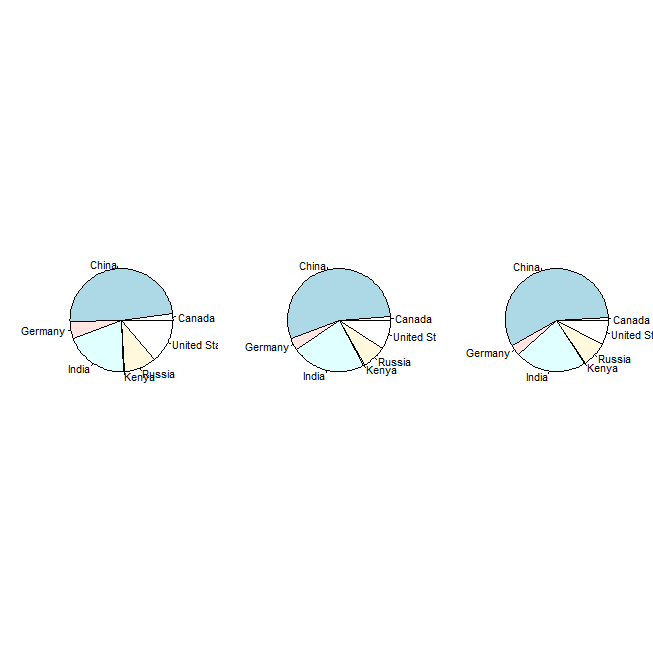 China
Canada
Germany
United Sta
India
Kenya
Russia
China
Canada
United St
Germany
Russia
Kenya
India
China
Canada
United St
Germany
Russia
Kenya
India